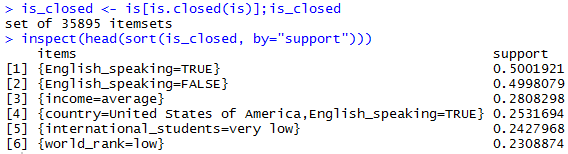 > is_closed <- is[is.closed(is)];is_closed
set of 35895 itemsets
> inspect(head(sort(is_closed, by="support")))
    items                                                  support
[1] {English_speaking=TRUE}                                0.5001921
[2] {English_speaking=FALSE}                               0.4998079
[3] {income=average}                                       0.2808298
[4] {country=United States of America,English_speaking=TRUE} 0.2531694
[5] {international_students=very low}                      0.2427968
[6] {world_rank=low}                                       0.2308874